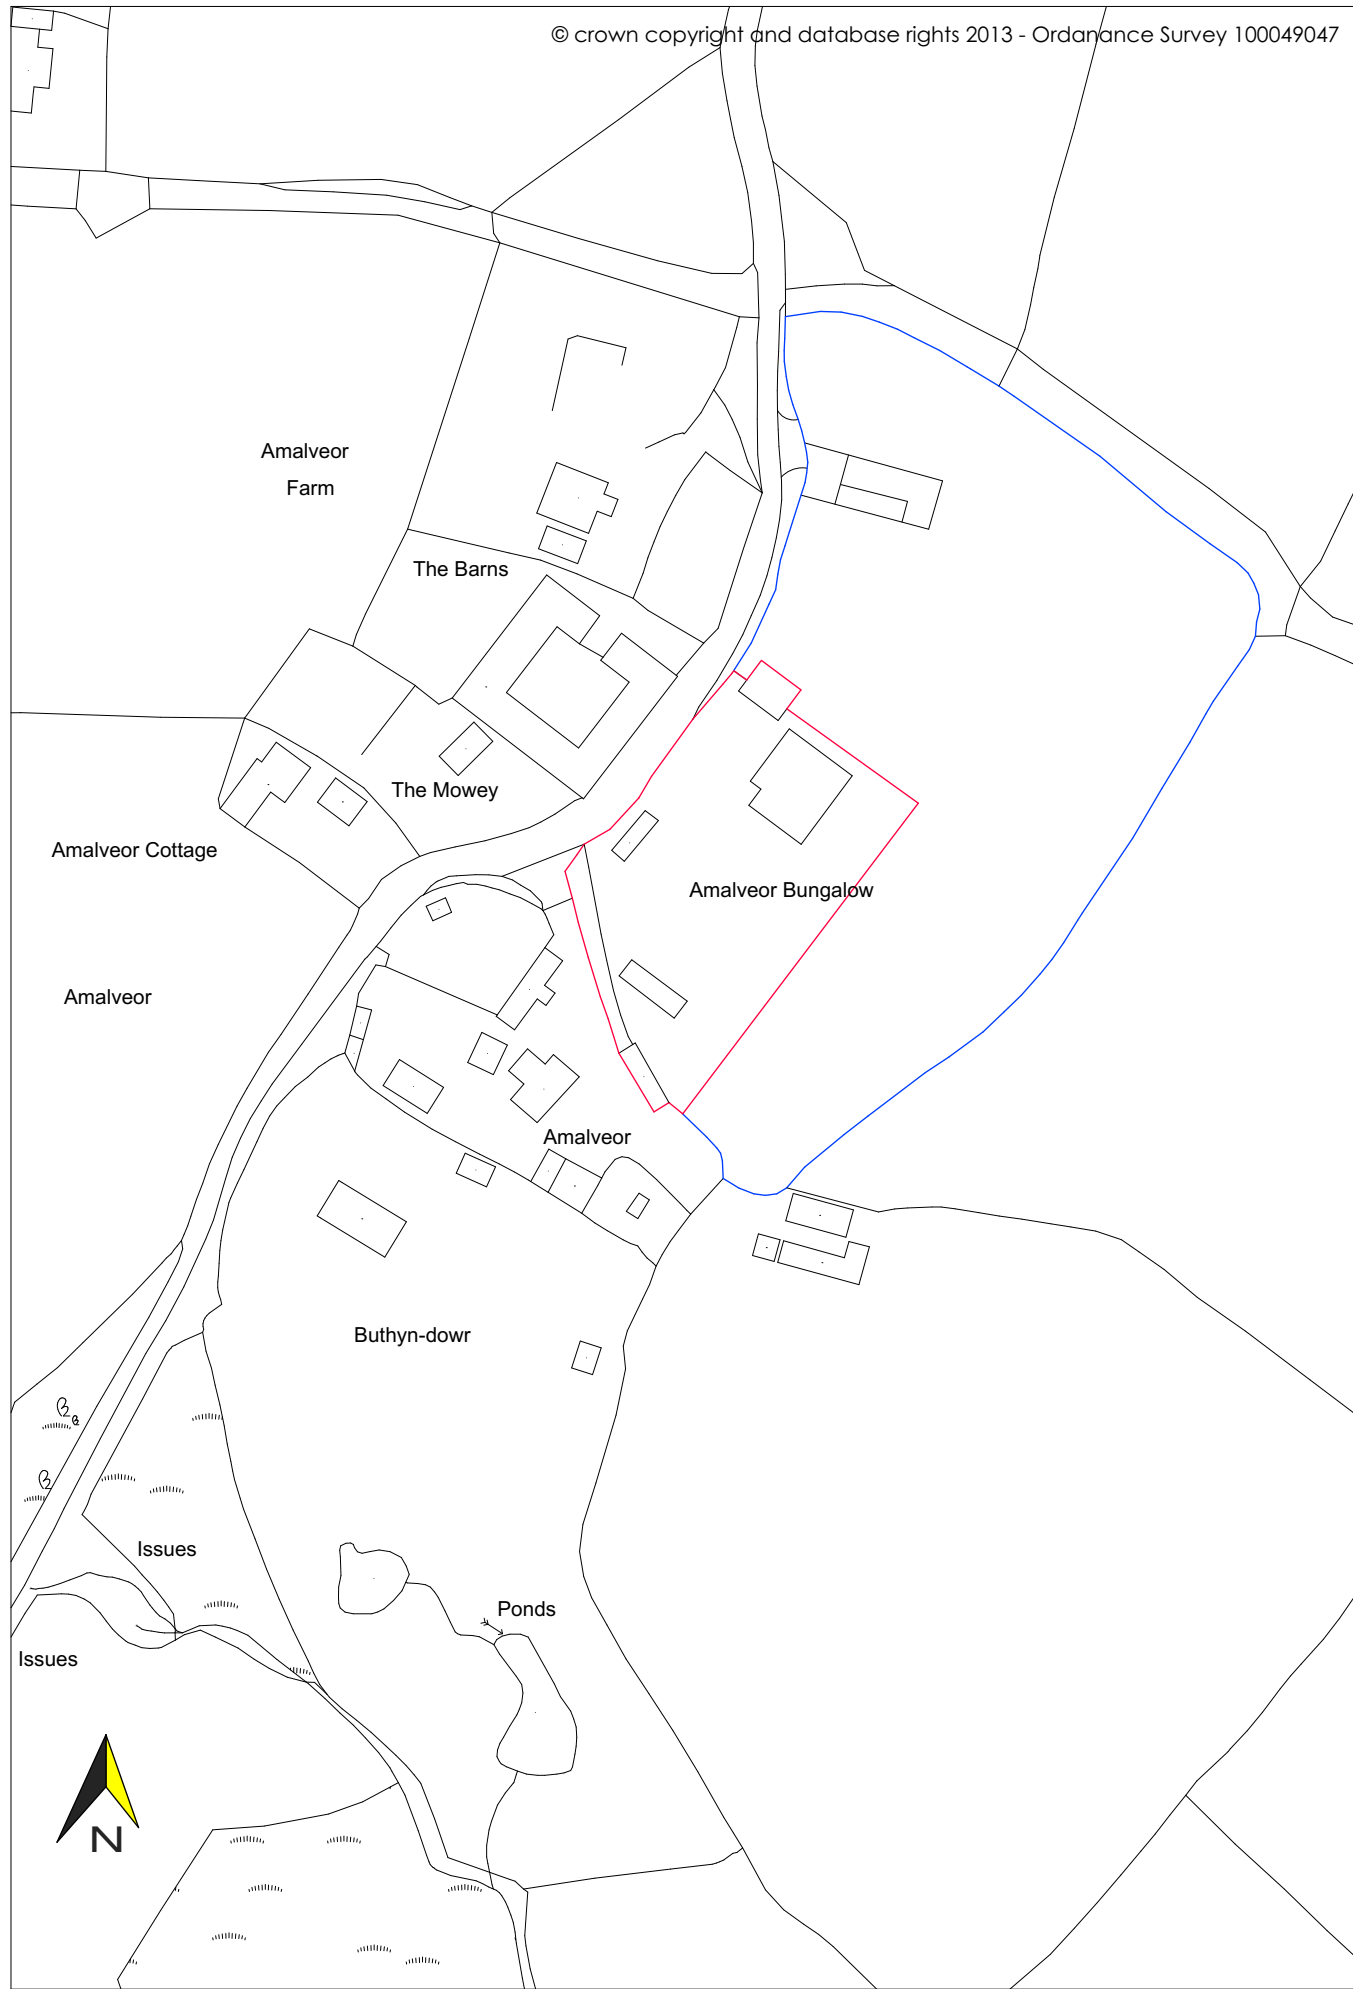 © crown copyright and database rights 2013 - Ordanance Survey 100049047
Amalveor
Farm
The Barns
The Mowey
Amalveor Cottage
Amalveor Bungalow
Amalveor
Amalveor
Buthyn-dowr
Issues
Ponds
Issues
N